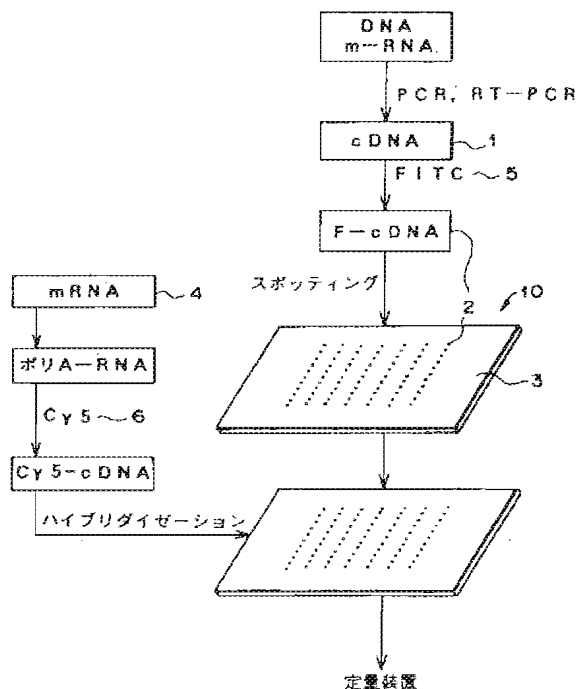 DNA
m-RNA
PCR, RT-PCR
cDNA
1
FITC
5
F-cDNA
スポッティング
2
10
3
mRNA
4
ポリA-RNA
Cγ5
6
Cγ5-cDNA
ハイブリダイゼーション
定量装置